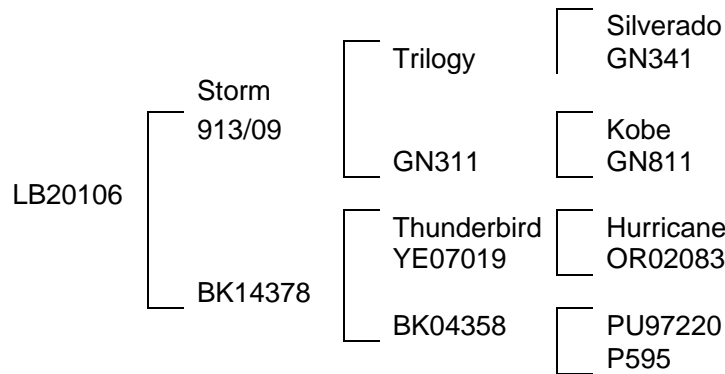 Silverado
GN341
Trilogy
Storm
913/09
Kobe
GN811
GN311
LB20106
Thunderbird
YE07019
Hurricane
OR02083
BK14378
BK04358
PU97220
P595